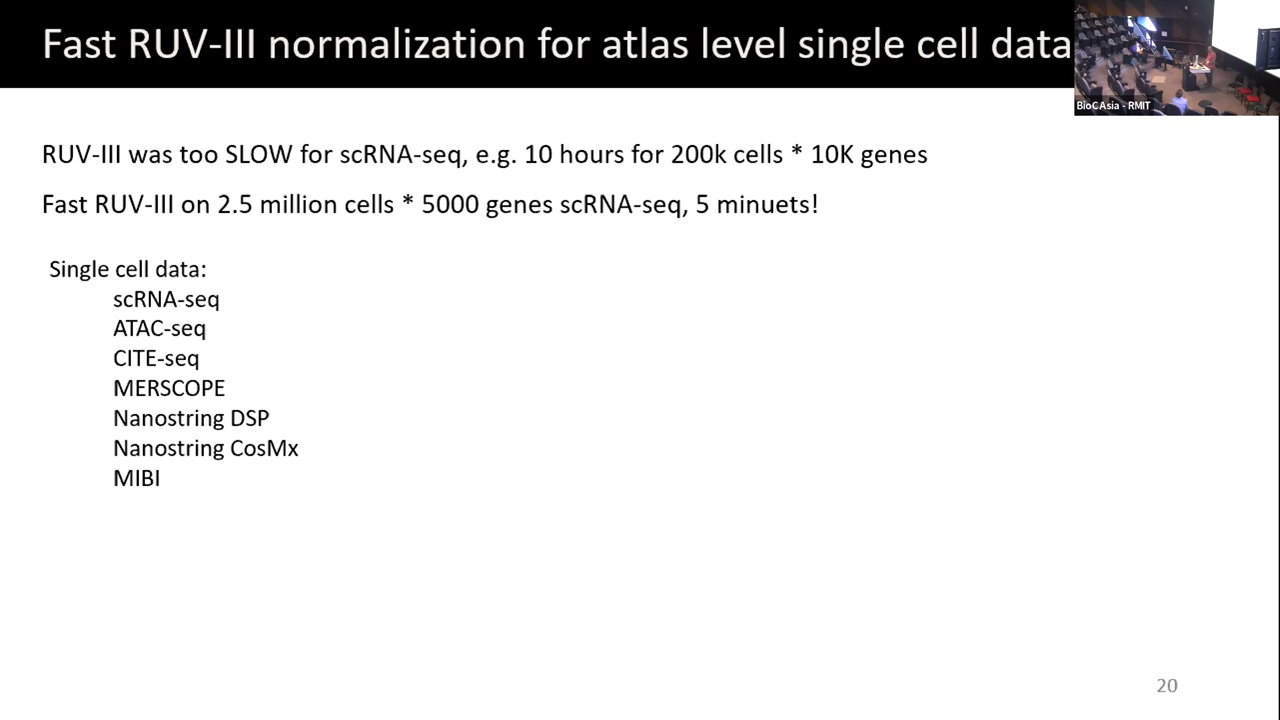 Fast RUV-III normalization for atlas level single cell data
BioCAsia - RMIT
RUV-III was too SLOW for scRNA-seq, e.g. 10 hours for 200k cells * 10K genes
Fast RUV-III on 2.5 million cells * 5000 genes scRNA-seq, 5 minuets!
Single cell data:
scRNA-seq
ATAC-seq
CITE-seq
MERSCOPE
Nanostring DSP
Nanostring CosMx
MIBI
20